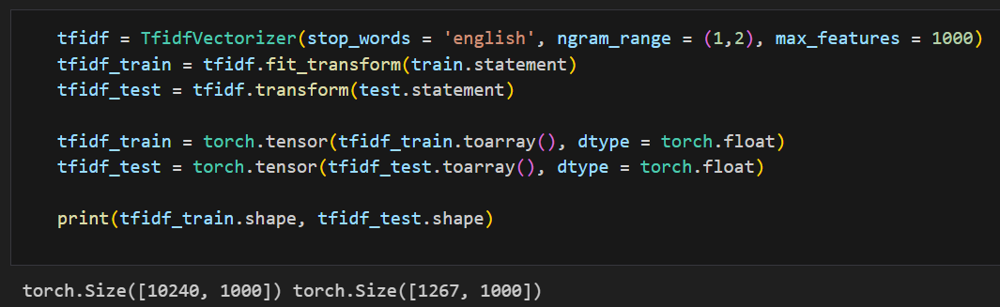 tfidf = TfidfVectorizer(stop_words = 'english', ngram_range = (1,2), max_features = 1000)
tfidf_train = tfidf.fit_transform(train.statement)
tfidf_test = tfidf.transform(test.statement)
tfidf_train = torch.tensor(tfidf_train.toarray(), dtype = torch.float)
tfidf_test = torch.tensor(tfidf_test.toarray(), dtype = torch.float)
print(tfidf_train.shape, tfidf_test.shape)
torch.Size([10240, 1000]) torch.Size([1267, 1000])